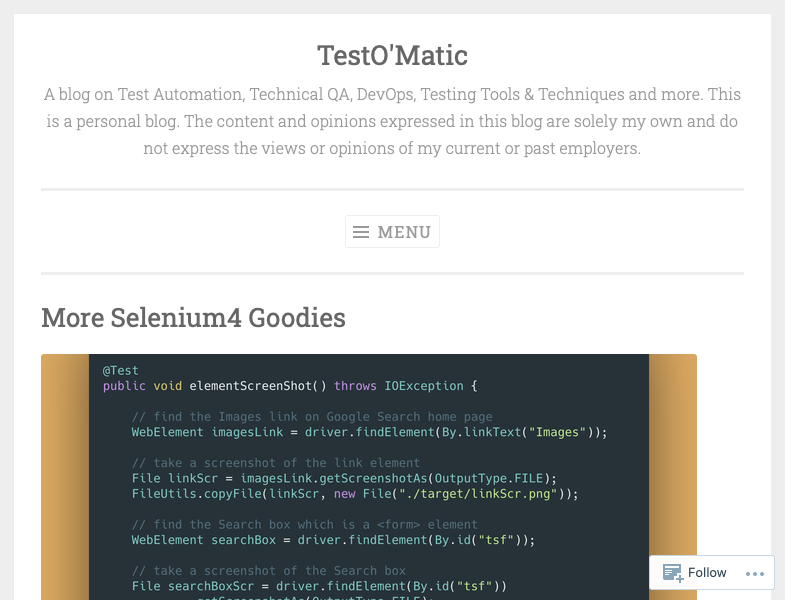 TestO'Matic
A blog on Test Automation, Technical QA, DevOps, Testing Tools & Techniques and more. This
is a personal blog. The content and opinions expressed in this blog are solely my own and do
not express the views or opinions of my current or past employers.
MENU
More Selenium4 Goodies
@Test
public void elementScreenShot() throws IOException {
// find the Images link on Google Search home page
WebElement imagesLink = driver.findElement(By.linkText("Images"));
// take a screenshot of the link element
File linkScr = imagesLink.getScreenshotAs(OutputType.FILE);
FileUtils.copyFile(linkScr, new File("./target/linkScr.png"));
// find the Search box which is a <form> element
WebElement searchBox = driver.findElement(By.id("tsf"));
// take a screenshot of the Search box
File searchBoxScr = driver.findElement(By.id("tsf"))
.getScreenshotAs(OutputType.FILE);
Follow